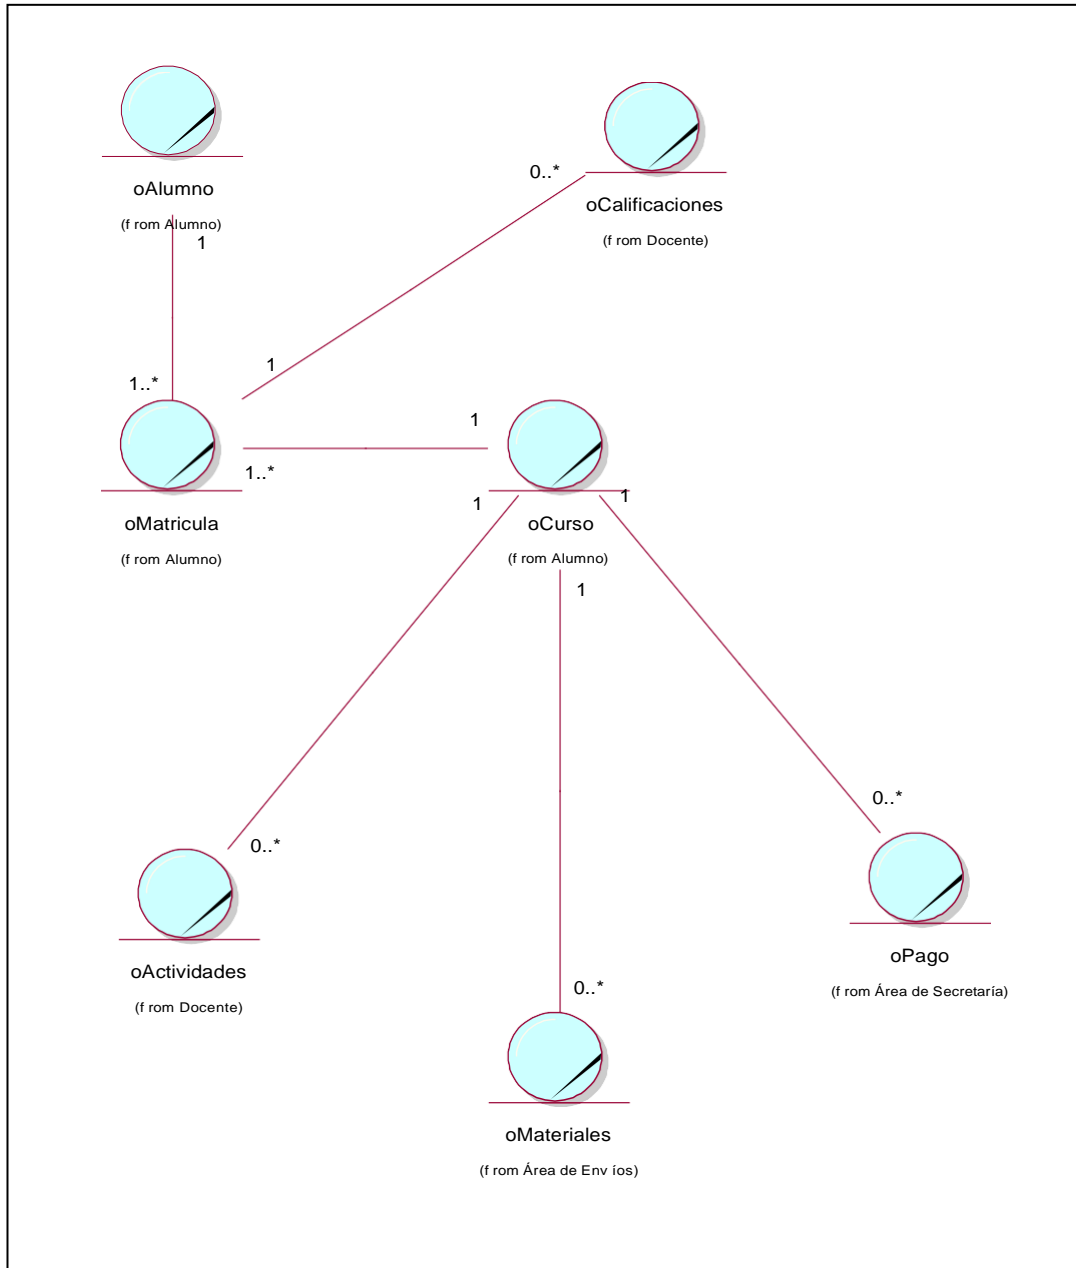 oAlumno
(f rom Alumno)
1
0..*
oCalificaciones
(f rom Docente)
1
1..*
1
1..*
oMatricula
(f rom Alumno)
1
1
oCurso
(f rom Alumno)
1
0..*
0..*
oActividades
(f rom Docente)
oPago
(f rom Área de Secretaría)
0..*
oMateriales
(f rom Área de Env íos)